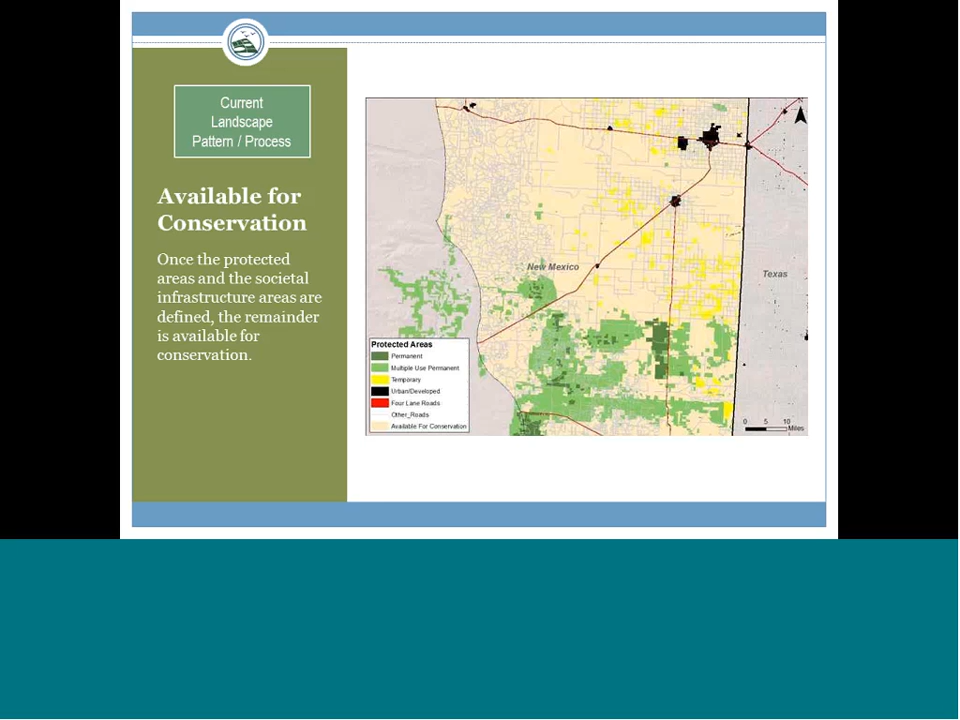 Current
Landscape
Pattern / Process
Available for
Conservation
Once the protected
areas and the societal
infrastructure areas are
defined, the remainder
is available for
conservation.
N
New Mexico
Texas
Protected Areas
Permanent
Multiple Use Permanent
Temporary
Urban/Developed
Four Lane Roads
Other_Roads
Available For Conservation
0 5 10
Miles